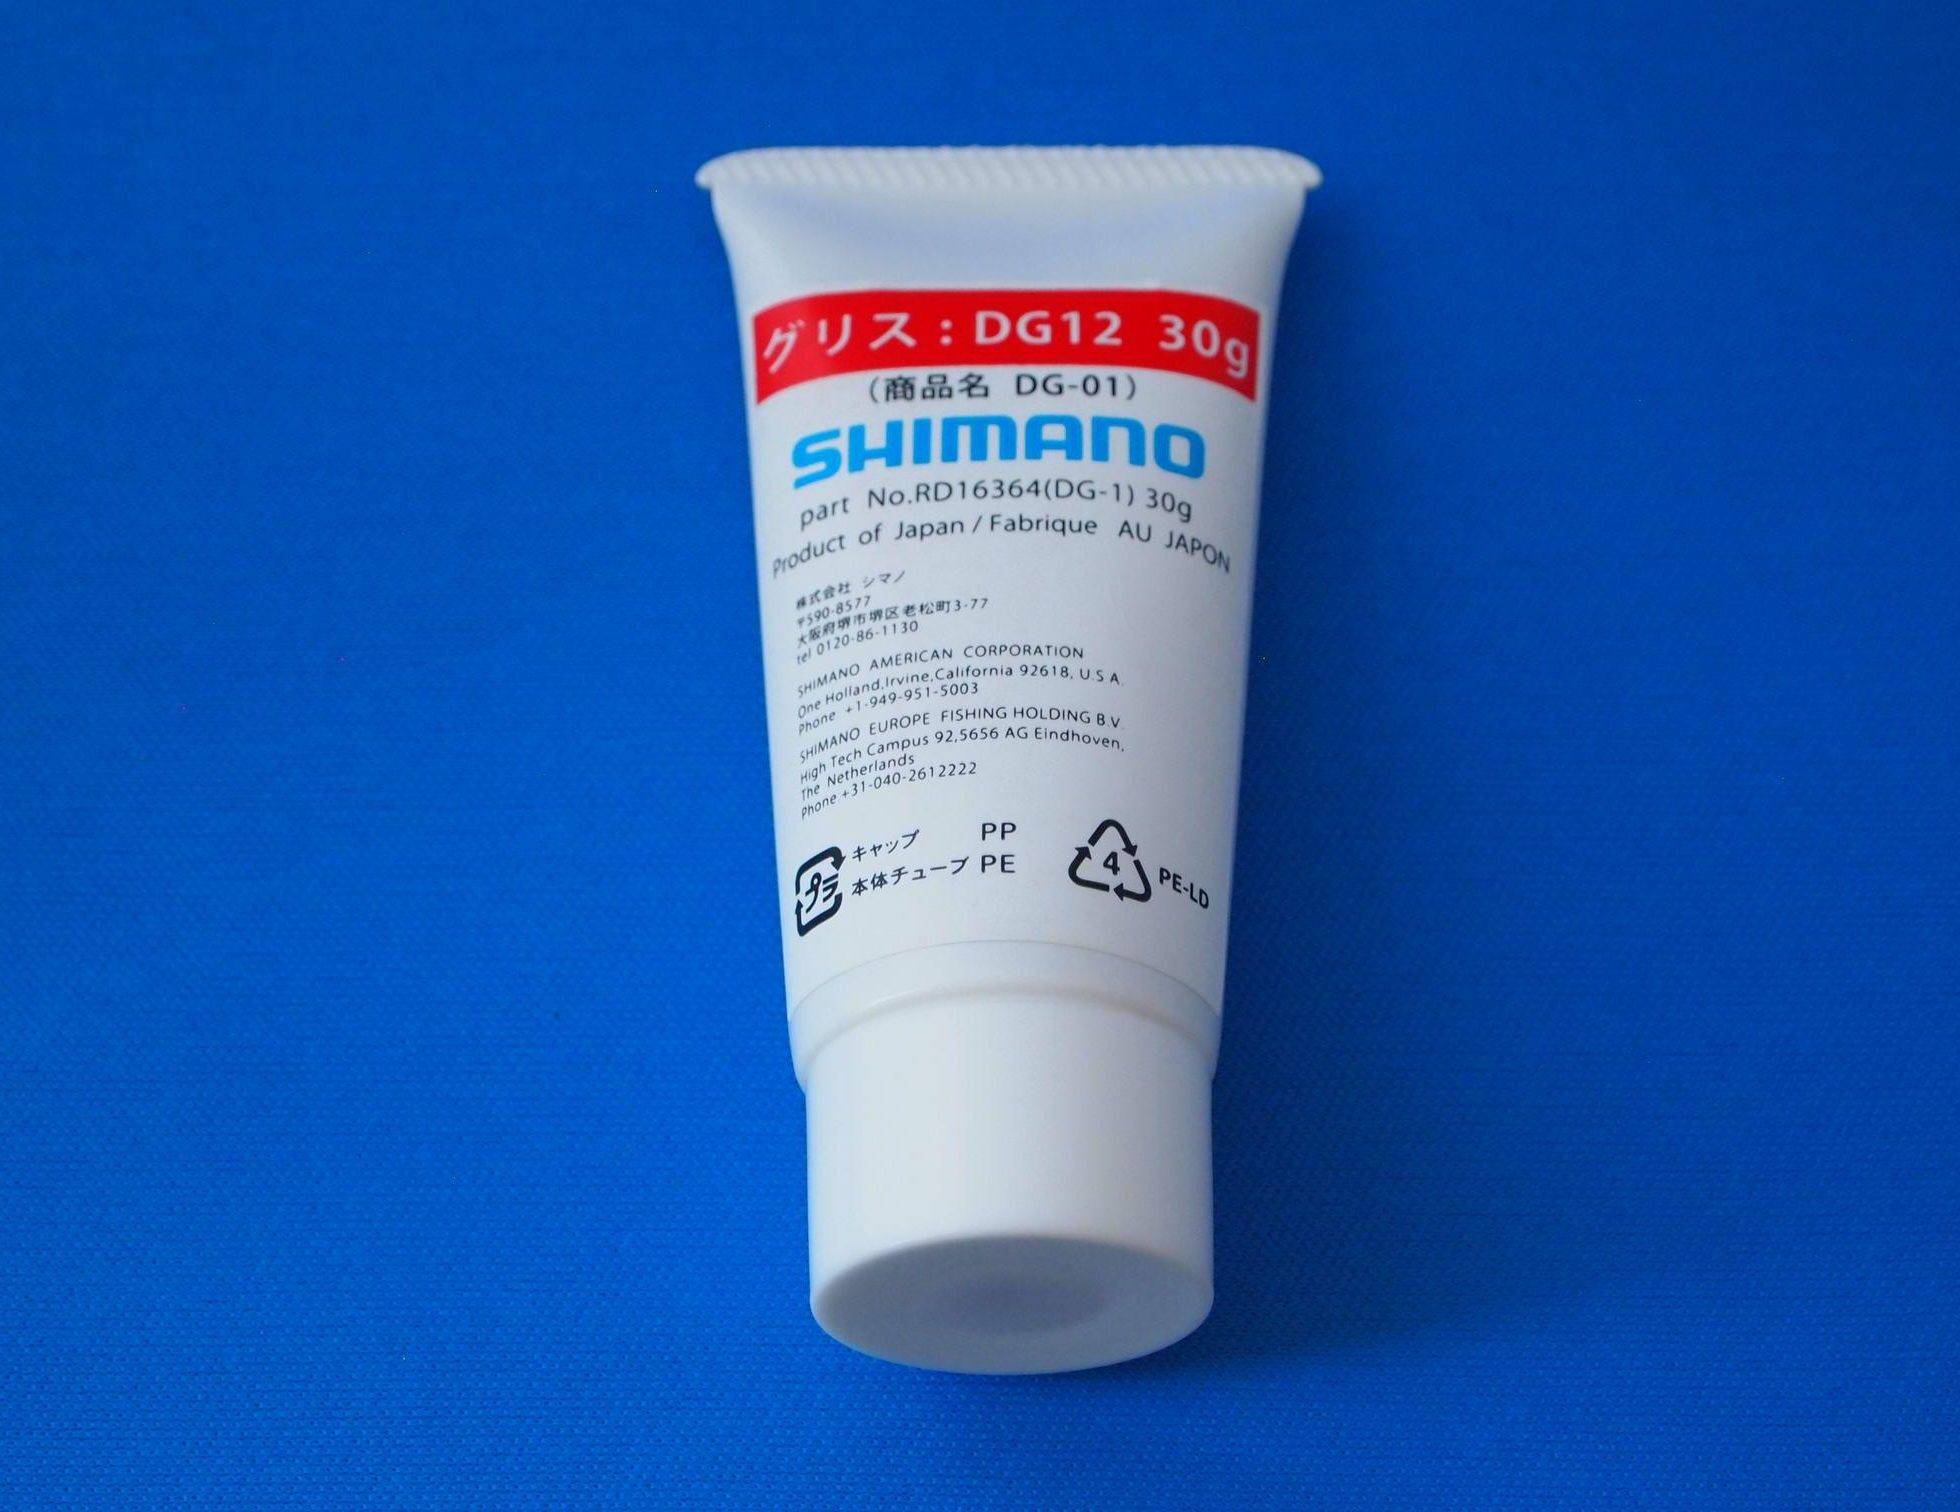 グリス：DG12 30g
（商品名 DG-01）
SHIMANO
part No.RD16364(DG-1) 30g
Product of Japan / Fabrique AU JAPON
株式会社 シマノ
〒590-8577
大阪府堺市堺区老松町3-77
tel 0120-86-1130
SHIMANO AMERICAN CORPORATION
One Holland,Irvine,California 92618, U.S A.
Phone +1-949-951-5003
SHIMANO EUROPE FISHING HOLDING B.V.
High Tech Campus 92,5656 AG Eindhoven,
The Netherlands
Phone +31-040-2612222
キャップ PP
プラ 本体チューブ PE
4 PE-LD